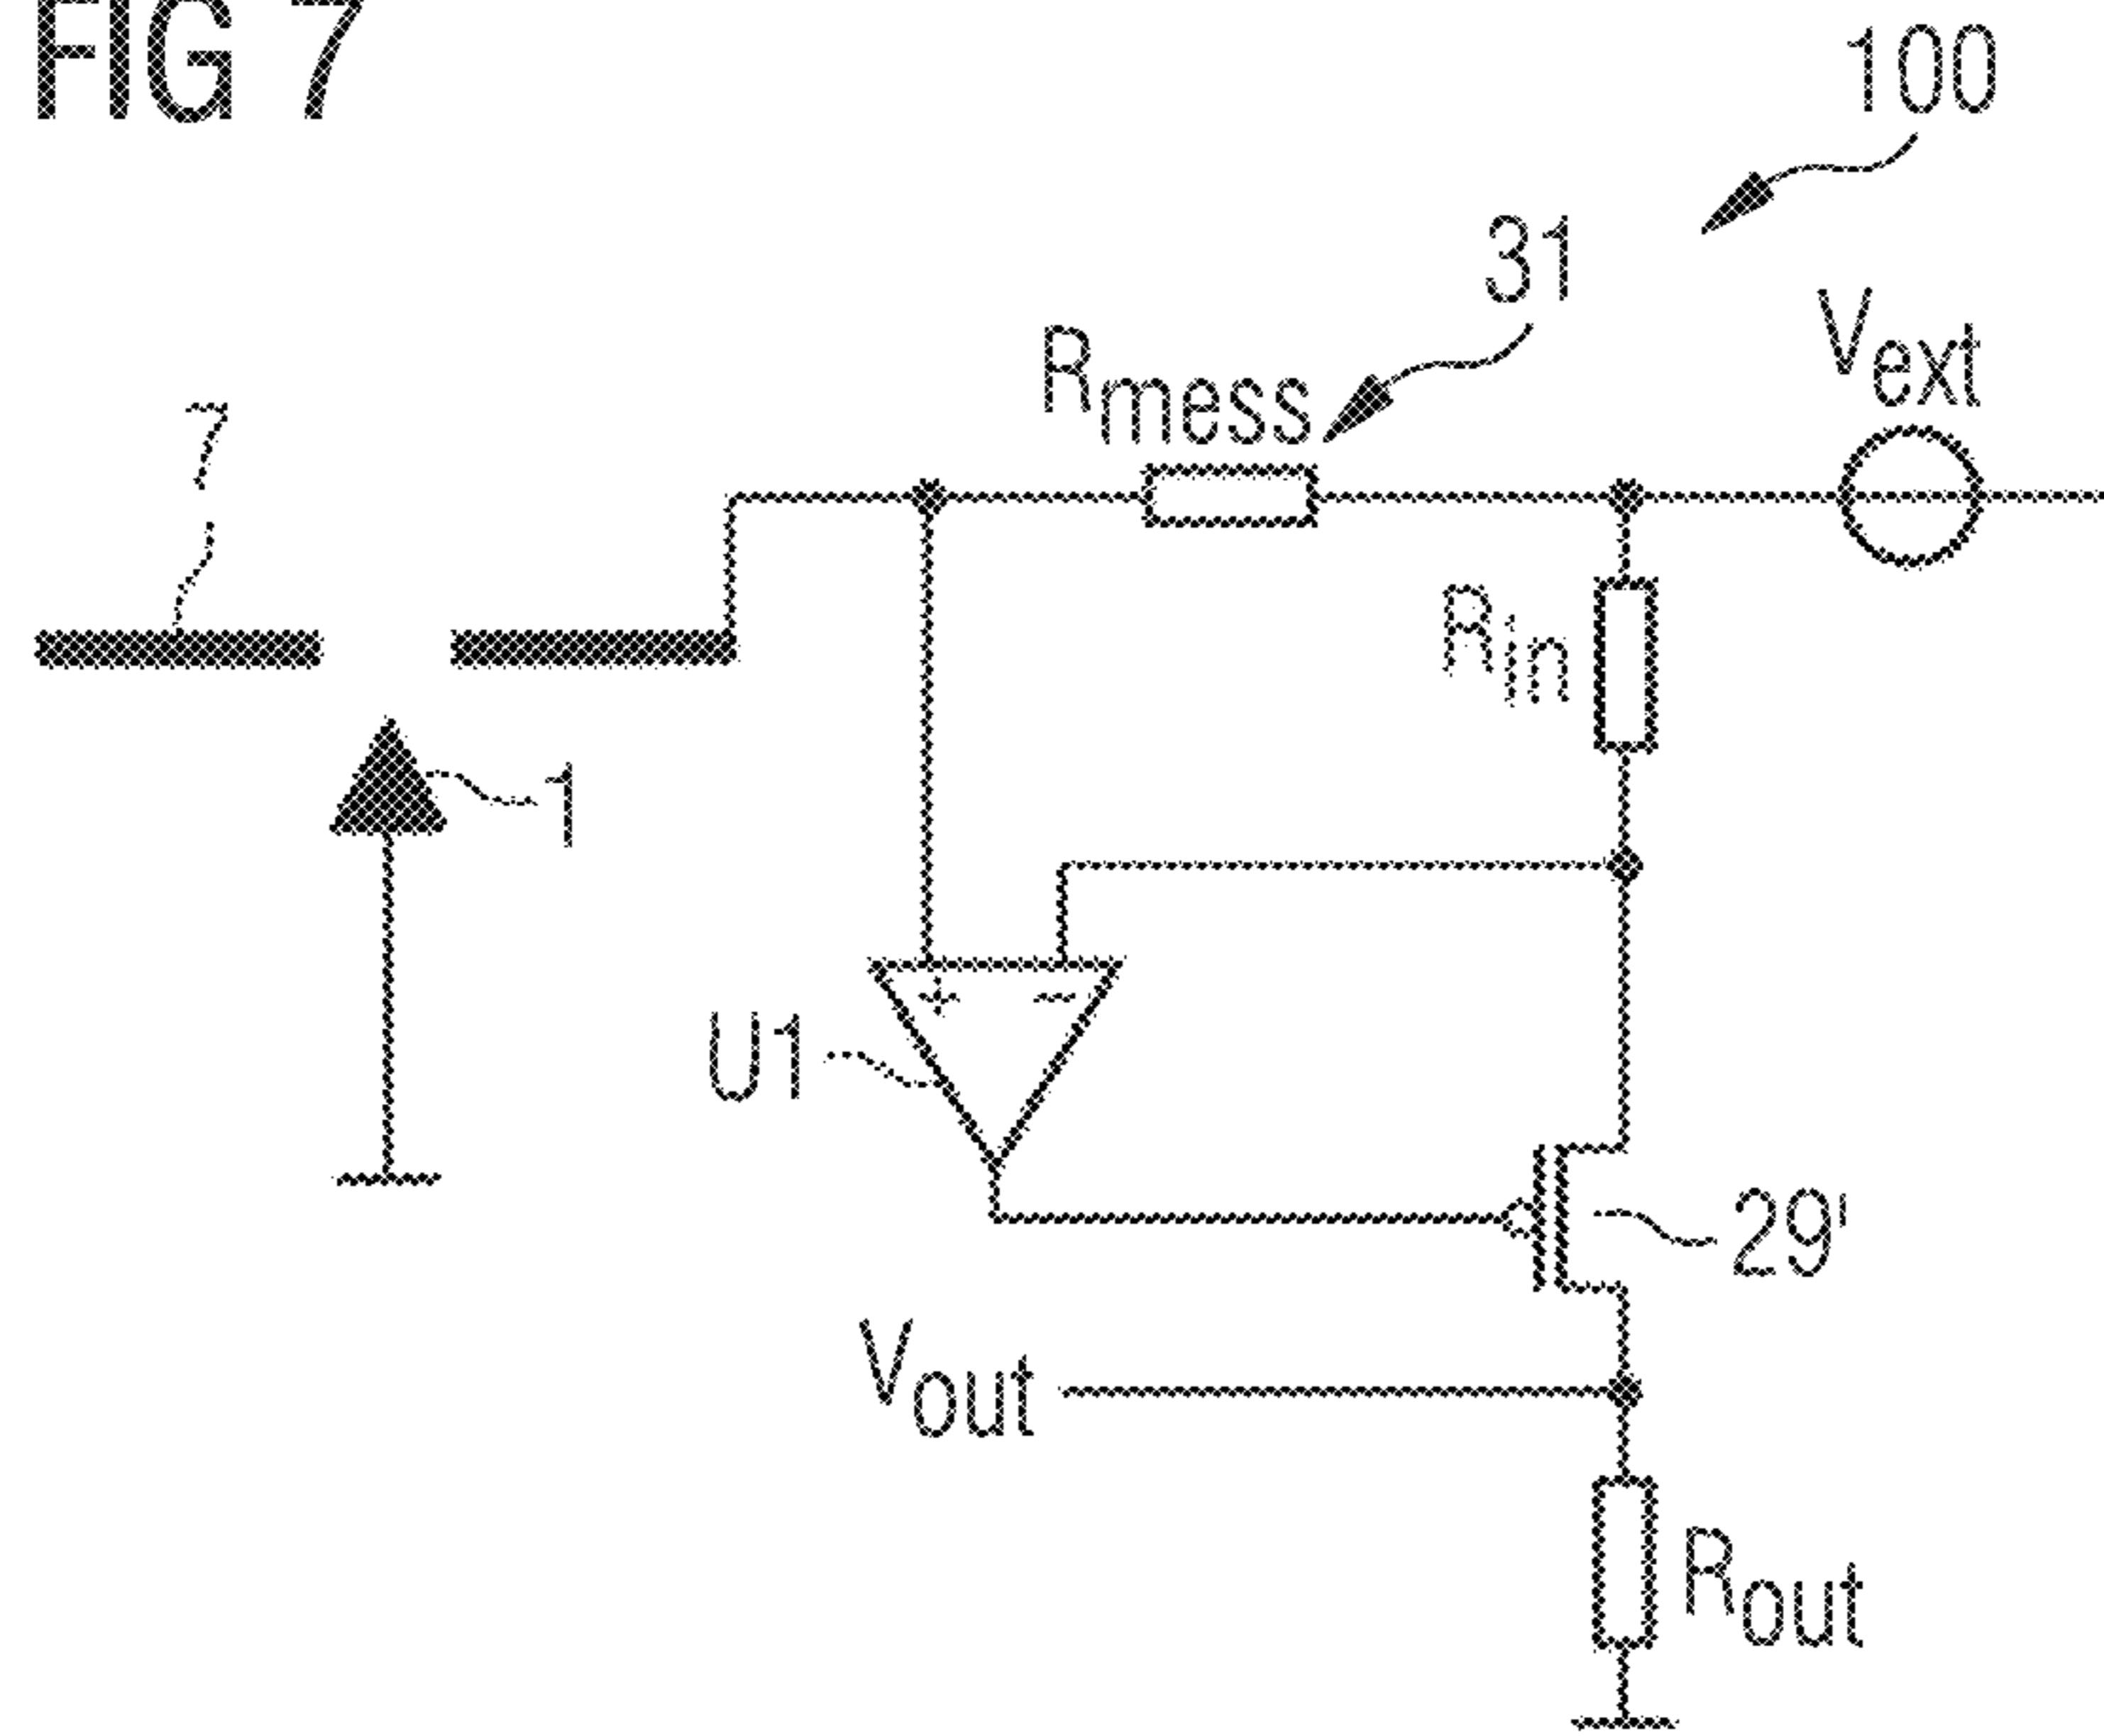 FIG 7
100
31
Rmess
Vext
7
Rin
1
+ −
U1
29'
Vout
Rout